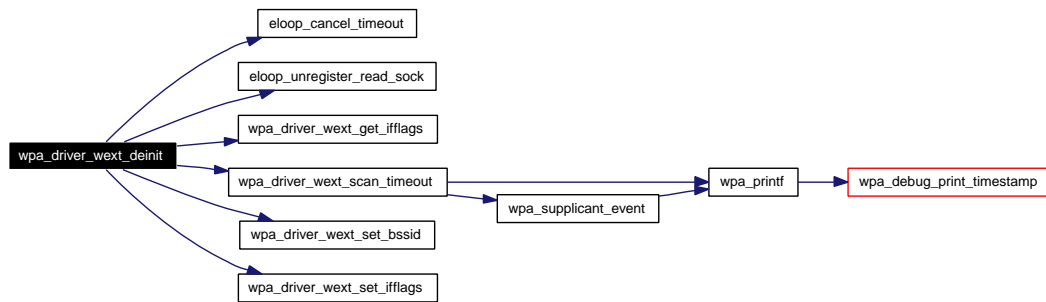 eloop_cancel_timeout
eloop_unregister_read_sock
wpa_driver_wext_get_ifflags
wpa_driver_wext_deinit
wpa_driver_wext_scan_timeout
wpa_printf
wpa_debug_print_timestamp
wpa_supplicant_event
wpa_driver_wext_set_bssid
wpa_driver_wext_set_ifflags